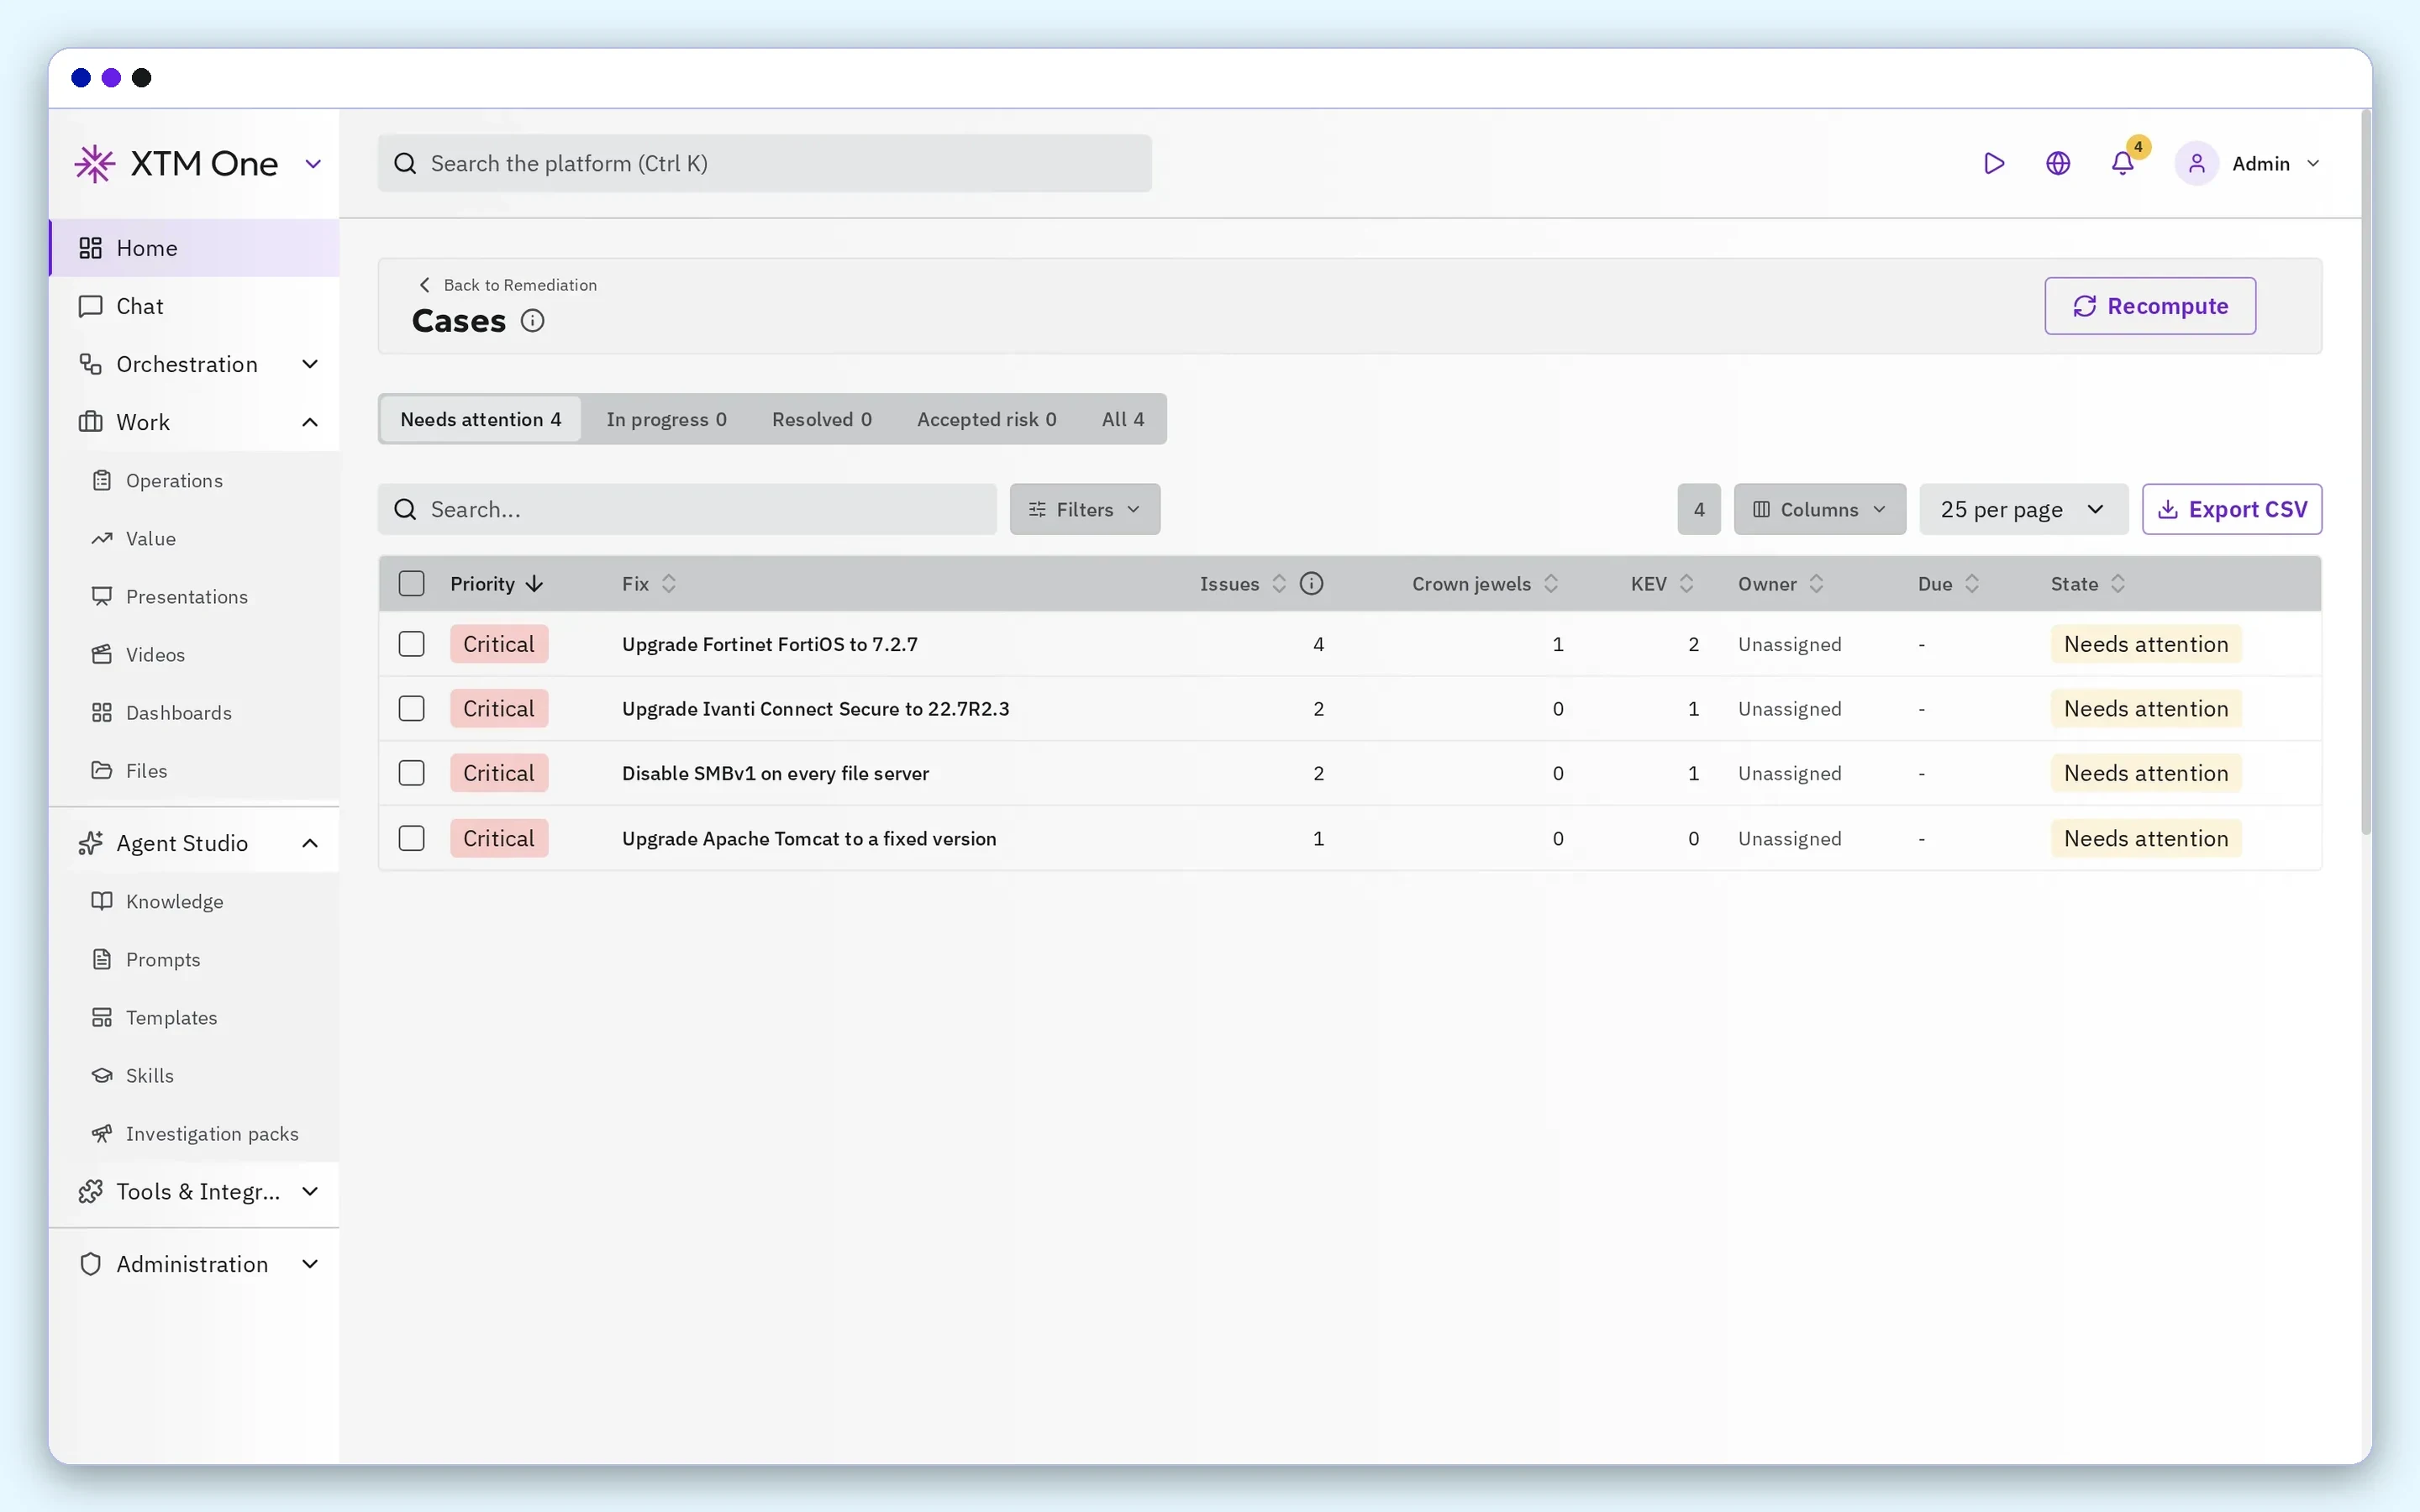 XTM One
Search the platform (Ctrl K)
4
Admin
Home
Chat
Orchestration
Work
Operations
Value
Presentations
Videos
Dashboards
Files
Agent Studio
Knowledge
Prompts
Templates
Skills
Investigation packs
Tools & Integr...
Administration
Back to Remediation
Cases
Recompute
Needs attention 4 In progress 0 Resolved 0 Accepted risk 0 All 4
Search... Filters 4 Columns 25 per page Export CSV
Priority Fix Issues Crown jewels KEV Owner Due State
Critical Upgrade Fortinet FortiOS to 7.2.7 4 1 2 Unassigned - Needs attention
Critical Upgrade Ivanti Connect Secure to 22.7R2.3 2 0 1 Unassigned - Needs attention
Critical Disable SMBv1 on every file server 2 0 1 Unassigned - Needs attention
Critical Upgrade Apache Tomcat to a fixed version 1 0 0 Unassigned - Needs attention